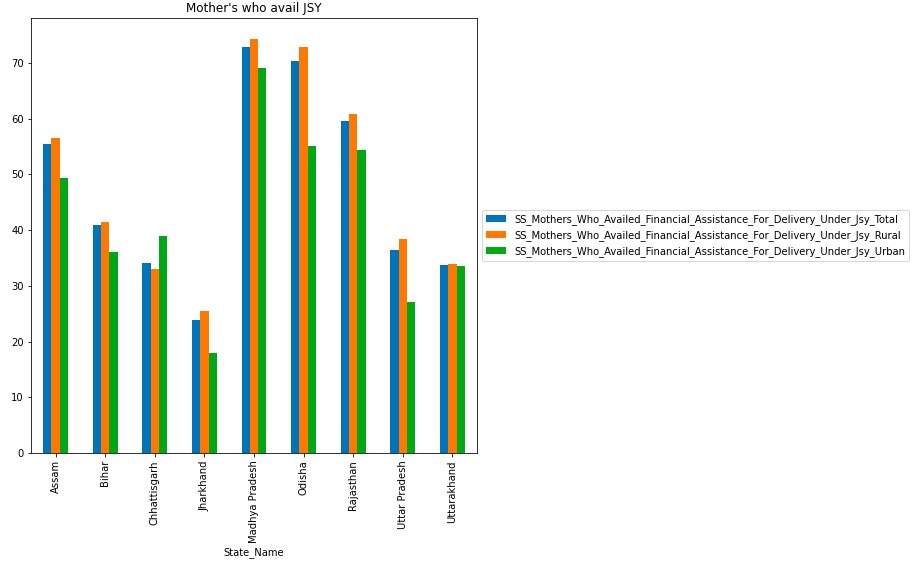 Mother's who avail JSY
70
60
50
40
30
20
10
0
Assam
Bihar
Chhattisgarh
Jharkhand
Madhya Pradesh
Odisha
Rajasthan
Uttar Pradesh
Uttarakhand
State_Name
SS_Mothers_Who_Availed_Financial_Assistance_For_Delivery_Under_Jsy_Total
SS_Mothers_Who_Availed_Financial_Assistance_For_Delivery_Under_Jsy_Rural
SS_Mothers_Who_Availed_Financial_Assistance_For_Delivery_Under_Jsy_Urban